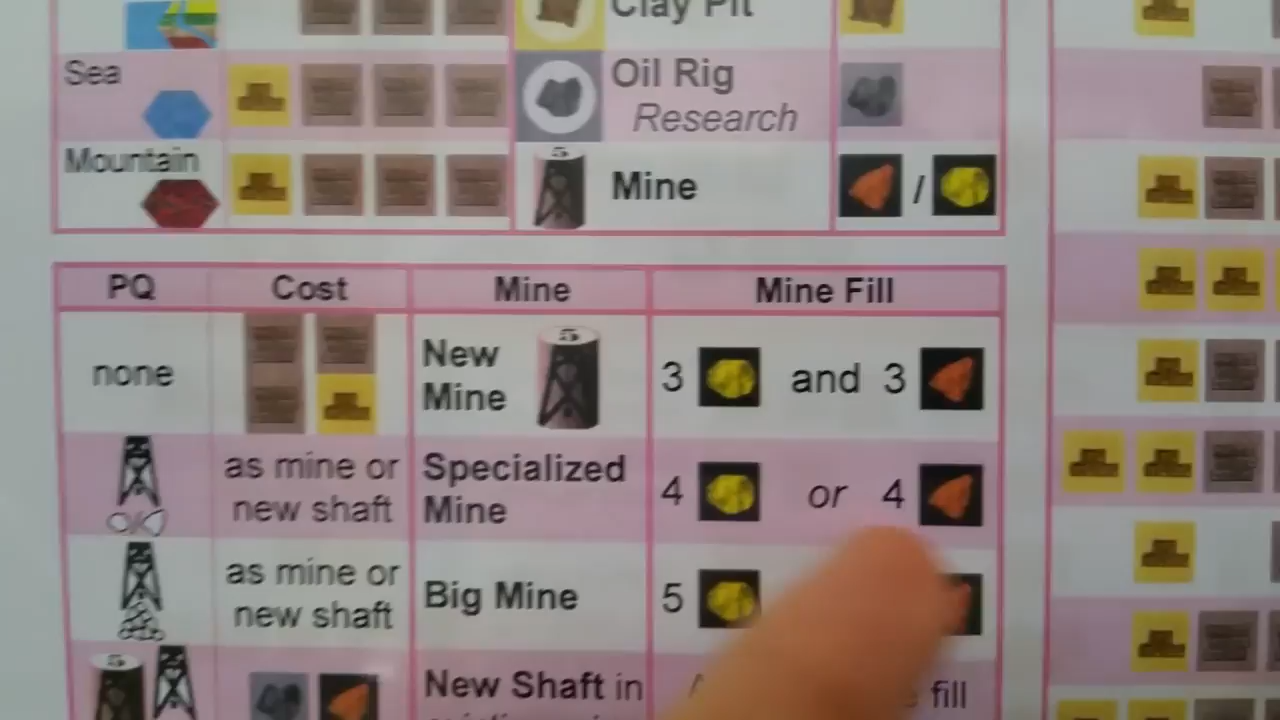 Clay Pit
Sea
Oil Rig
Research
Mountain
5
Mine
/
PQ Cost Mine Mine Fill
none
New
Mine
5
3 and 3
as mine or
new shaft
Specialized
Mine
4 or 4
as mine or
new shaft
Big Mine
5
5
New Shaft in
fill